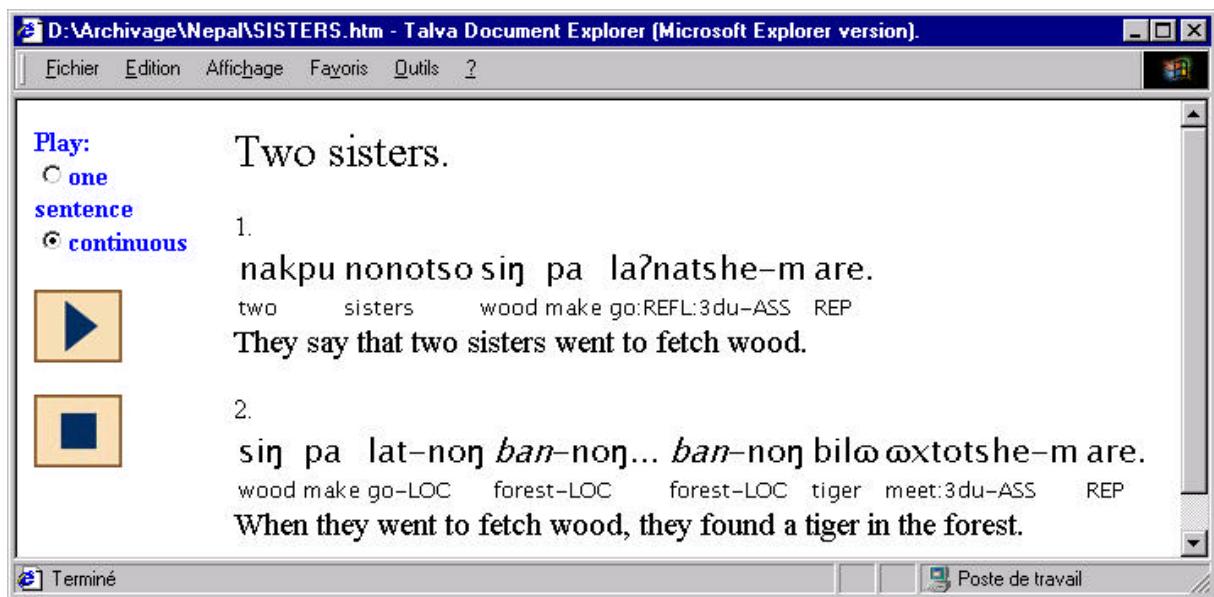 D:\Archivage\Nepal\SISTERS.htm - Talva Document Explorer (Microsoft Explorer version).
Fichier Edition Affichage Favoris Outils ?
Play:
one
sentence
continuous
Two sisters.
1.
nakpu nonotso siŋ pa laʔnatshe–m are.
two sisters wood make go:REFL:3du–ASS REP
They say that two sisters went to fetch wood.
2.
siŋ pa lat–noŋ ban–noŋ... ban–noŋ bilɷ ɷxtotshe–m are.
wood make go–LOC forest–LOC forest–LOC tiger meet:3du–ASS REP
When they went to fetch wood, they found a tiger in the forest.
Terminé
Poste de travail